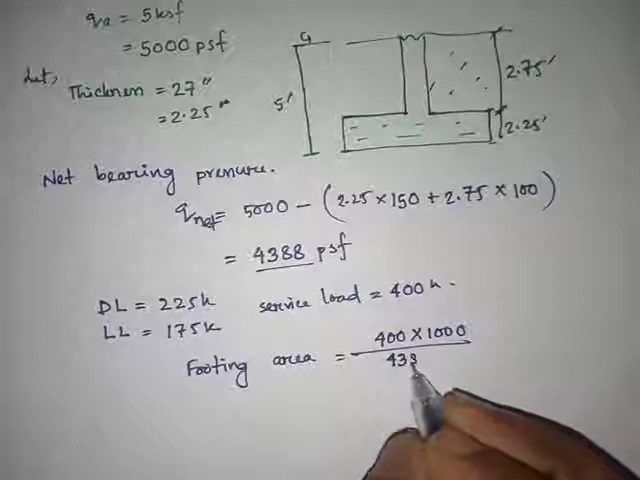 qa = 5ksf
= 5000 psf
Let,
Thickness = 27"
= 2.25"
G
5'
2.75'
2.25'
Net bearing pressure.
qnet = 5000 - (2.25 × 150 + 2.75 × 100)
= 4388 psf
DL = 225k service load = 400k.
LL = 175k
Footing area = 400 × 1000
438